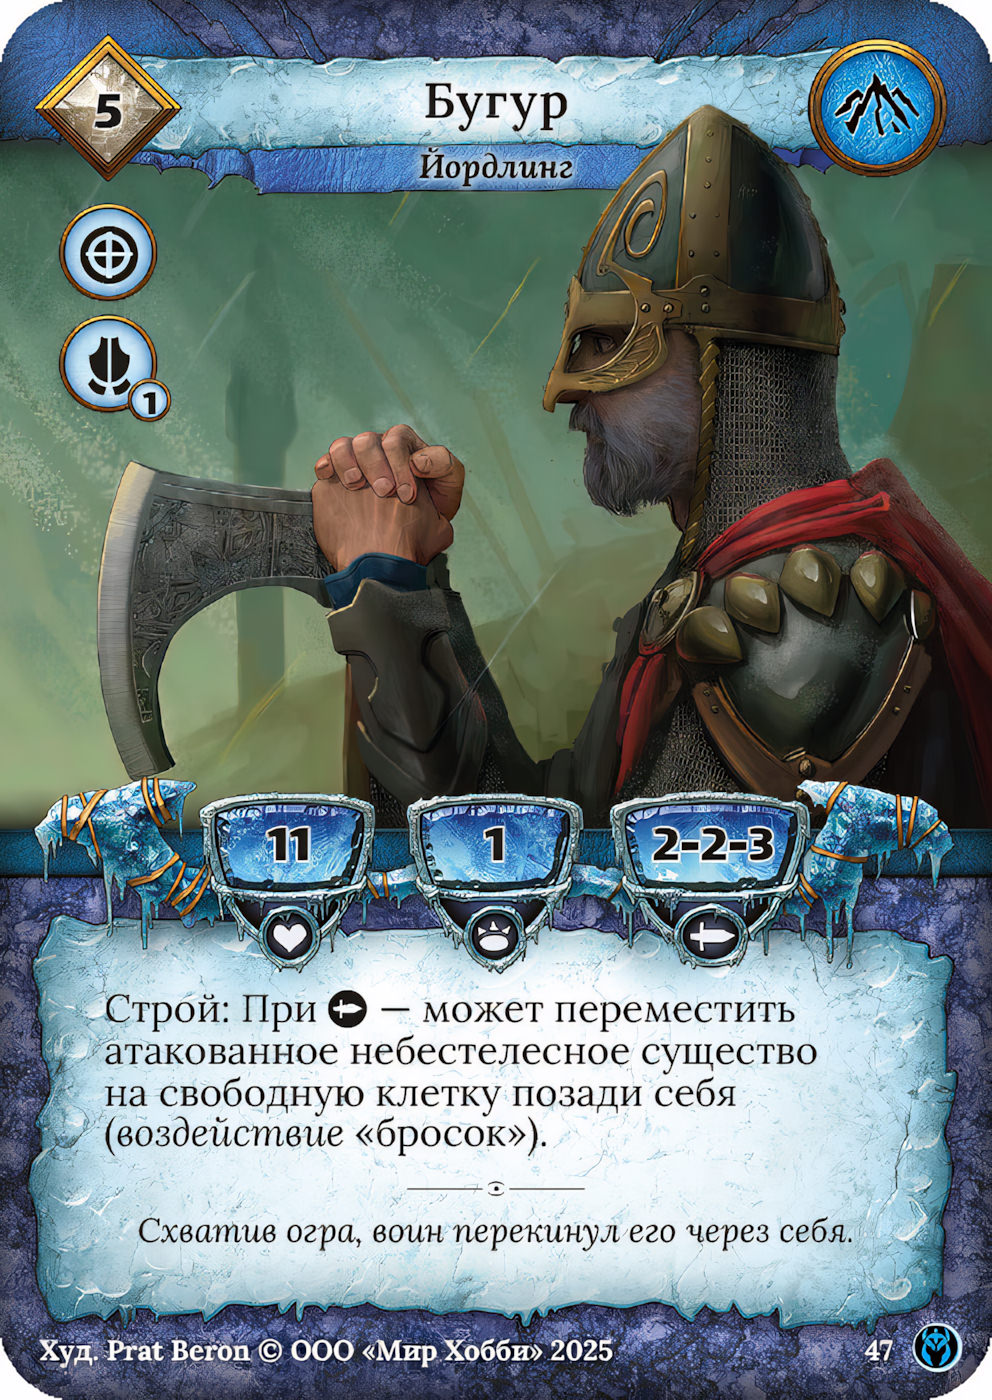 5
Бугур
Йордлинг
1
11
1
2-2-3
Строй: При — может переместить
атакованное небестелесное существо
на свободную клетку позади себя
(воздействие «бросок»).
Схватив огра, воин перекинул его через себя.
Худ. Prat Beron © ООО «Мир Хобби» 2025
47